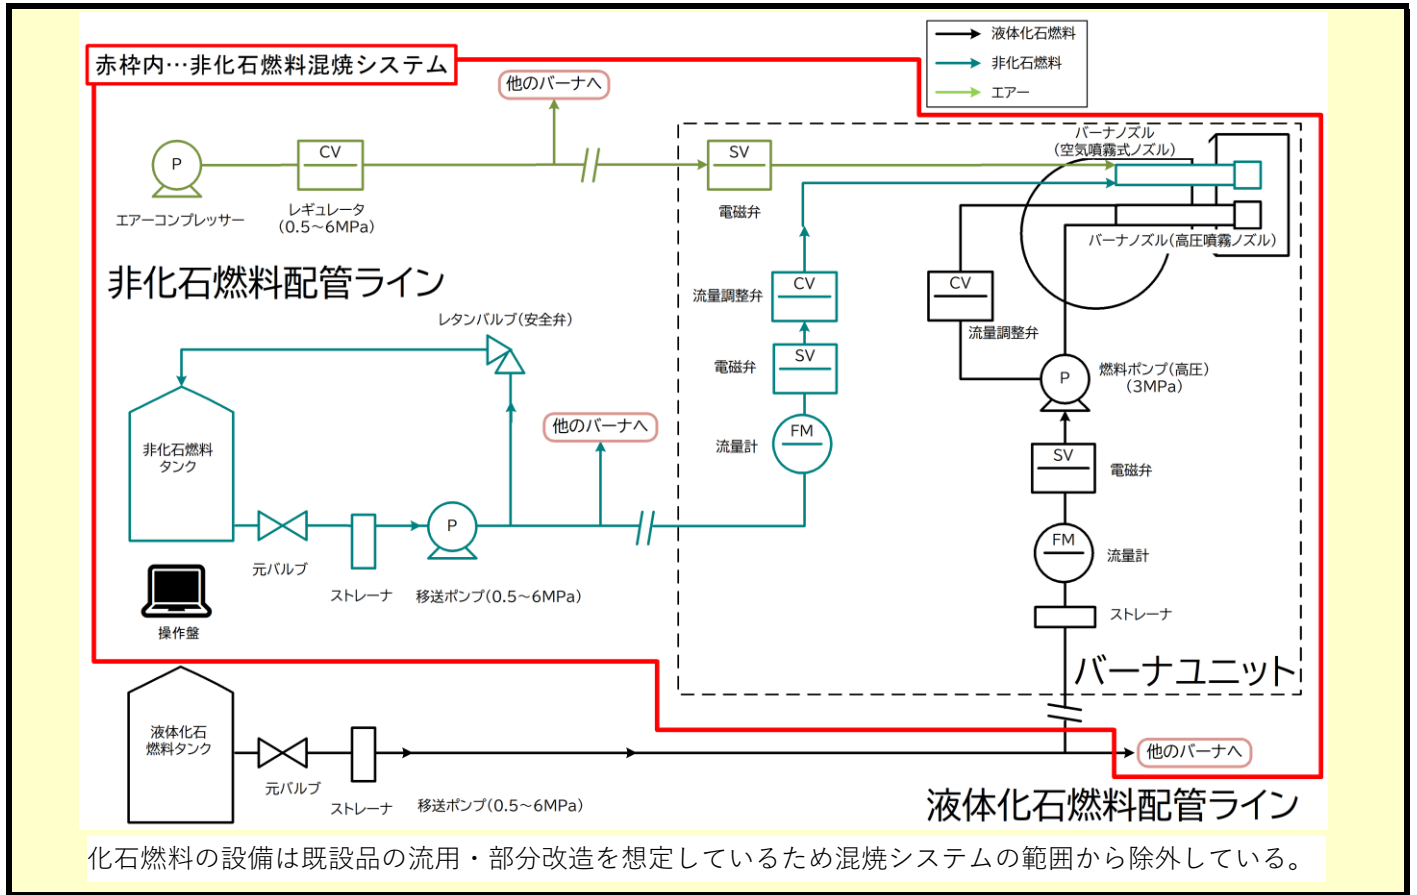 赤枠内…非化石燃料混焼システム
液体化石燃料
非化石燃料
エアー
他のバーナへ
P
CV
SV
バーナノズル
(空気噴霧式ノズル)
エアーコンプレッサー
レギュレータ
(0.5～6MPa)
電磁弁
バーナノズル(高圧噴霧ノズル)
非化石燃料配管ライン
流量調整弁
CV
CV
流量調整弁
レタンバルブ(安全弁)
電磁弁
SV
P
燃料ポンプ(高圧)
(3MPa)
他のバーナへ
非化石燃料
タンク
流量計
FM
SV
電磁弁
P
FM
流量計
元バルブ
ストレーナ
移送ポンプ(0.5～6MPa)
ストレーナ
操作盤
バーナユニット
液体化石
燃料タンク
他のバーナへ
元バルブ
ストレーナ
移送ポンプ(0.5～6MPa)
液体化石燃料配管ライン
化石燃料の設備は既設品の流用・部分改造を想定しているため混焼システムの範囲から除外している。